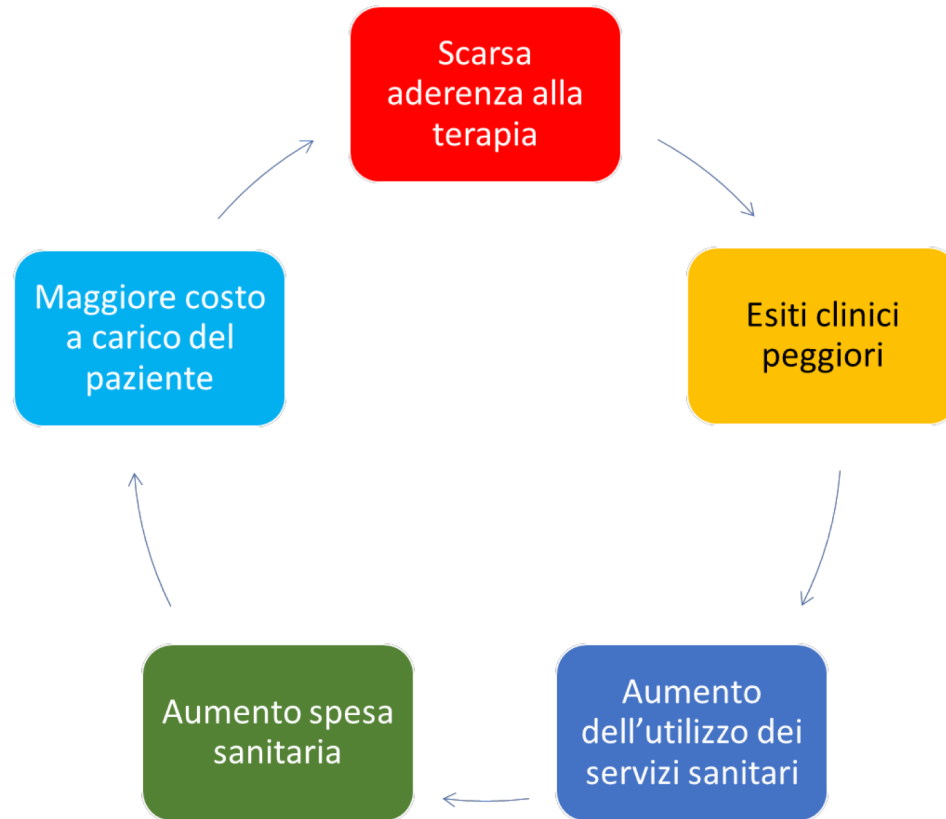 Scarsa
aderenza alla
terapia
Esiti clinici
peggiori
Aumento
dell’utilizzo dei
servizi sanitari
Aumento spesa
sanitaria
Maggiore costo
a carico del
paziente